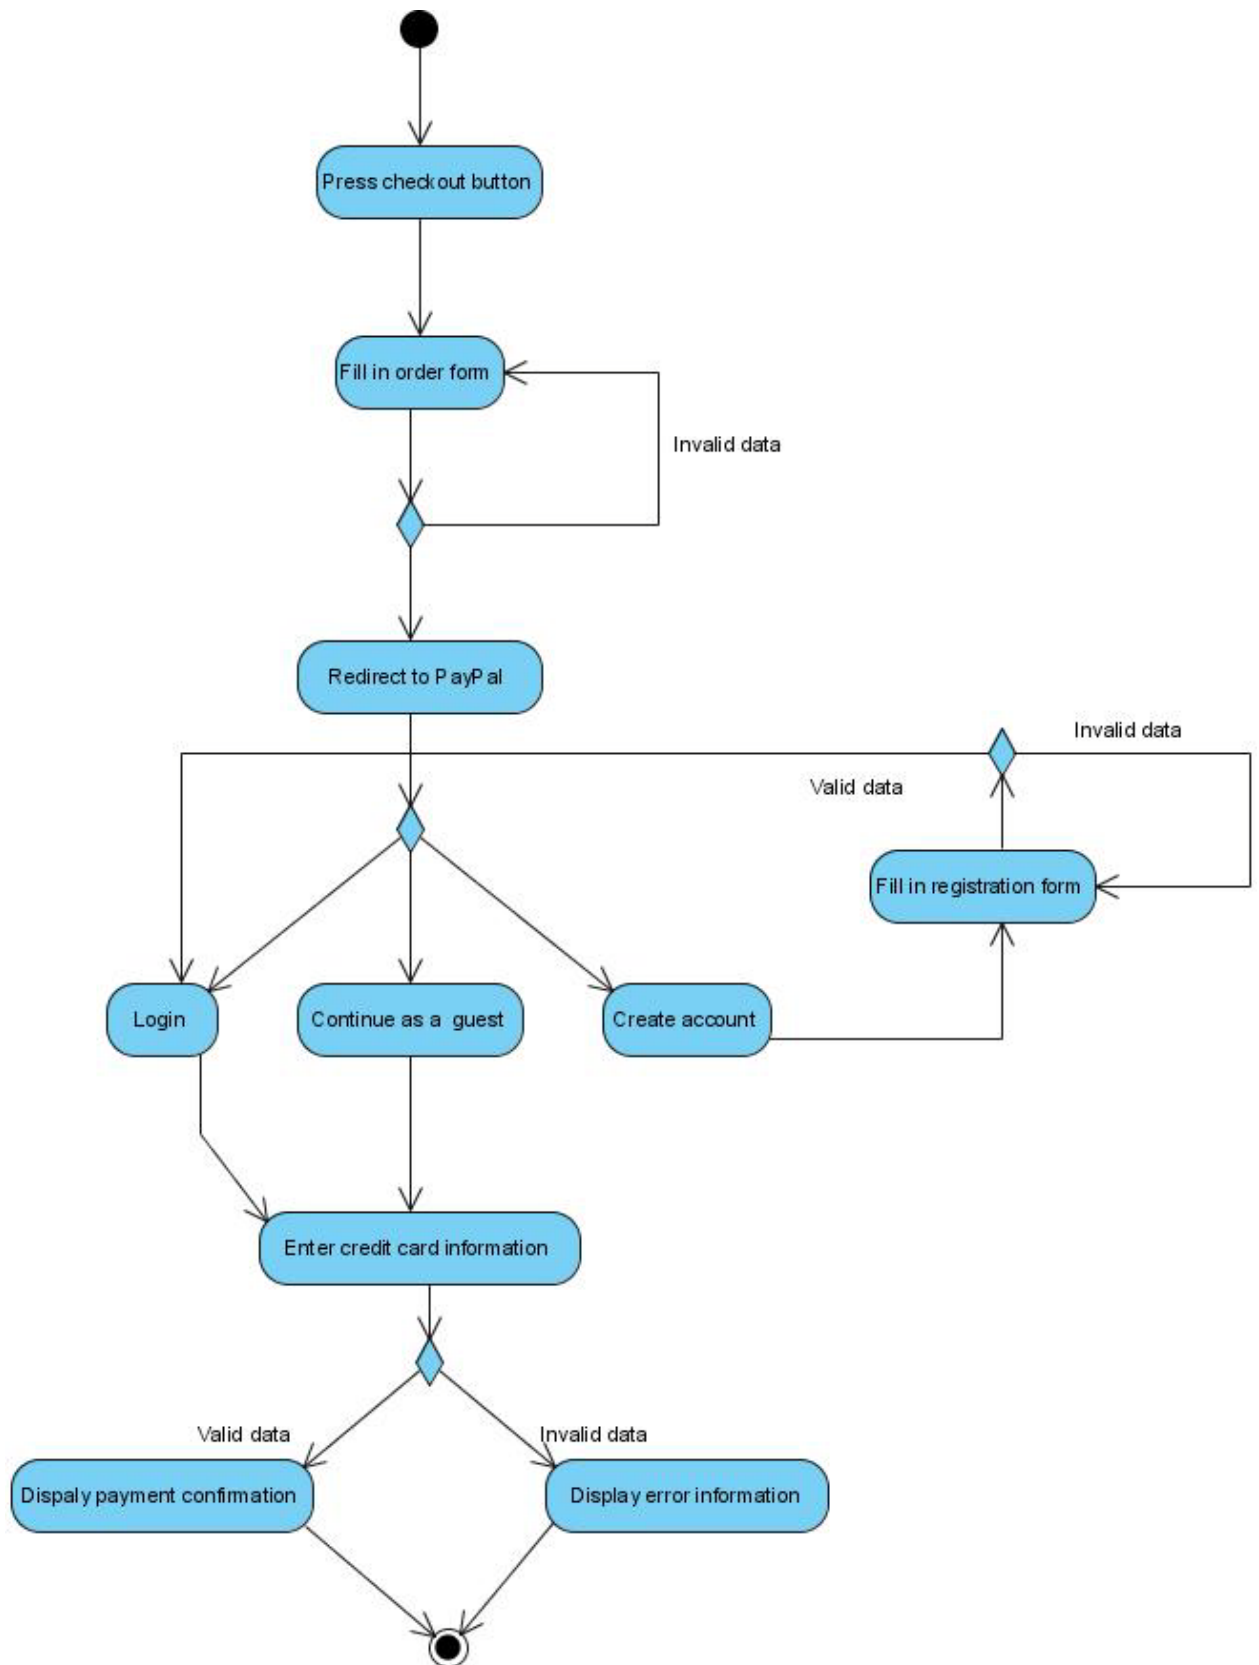 Press checkout button
Fill in order form
Invalid data
Redirect to PayPal
Invalid data
Valid data
Fill in registration form
Login
Continue as a guest
Create account
Enter credit card information
Valid data
Invalid data
Dispaly payment confirmation
Display error information